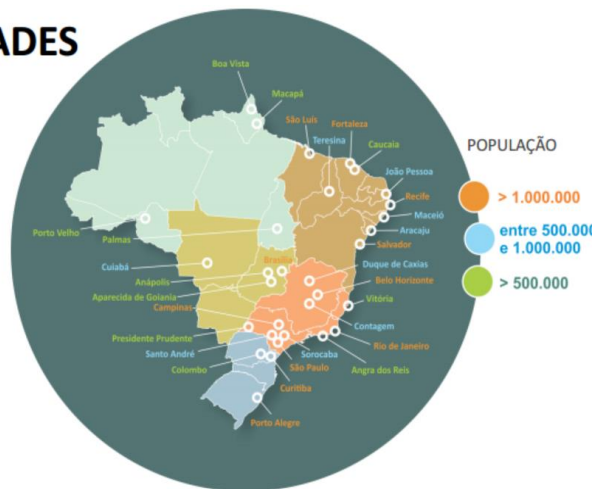 ADES
Boa Vista
Macapá
São Luís
Fortaleza
Teresina
Caucaia
João Pessoa
Recife
Maceió
Aracaju
Salvador
Porto Velho
Palmas
Cuiabá
Brasília
Duque de Caxias
Anápolis
Belo Horizonte
Aparecida de Goiania
Vitória
Campinas
Contagem
Presidente Prudente
Rio de Janeiro
Santo André
Sorocaba
Colombo
São Paulo
Angra dos Reis
Curitiba
Porto Alegre
POPULAÇÃO
> 1.000.000
entre 500.000
e 1.000.000
> 500.000